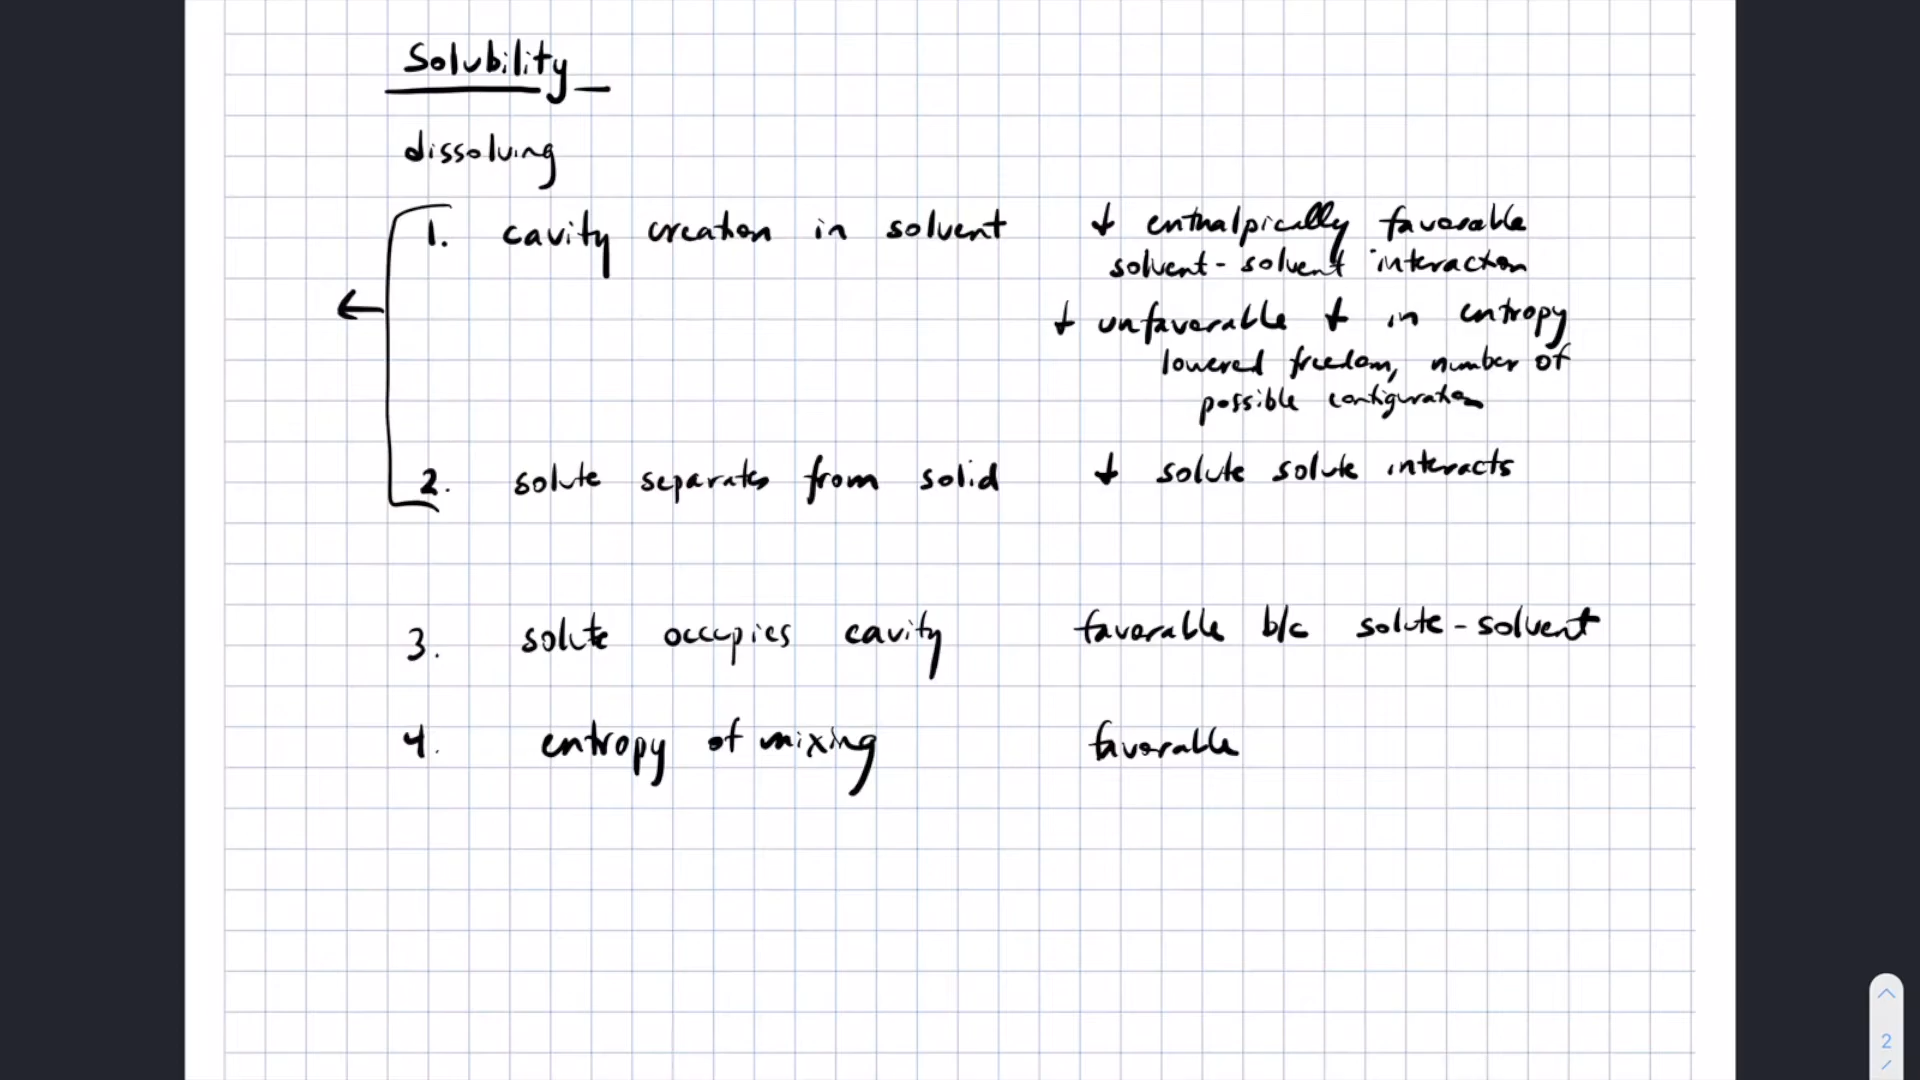 Solubility
dissolving
1. cavity creation in solvent ↓ enthalpically favorable
solvent - solvent interaction
↓ unfavorable ↓ in entropy
lowered freedom, number of
possible configuration
←
2. solute separates from solid ↓ solute solute interacts
3. solute occupies cavity favorable b/c solute - solvent
4. entropy of mixing favorable
2